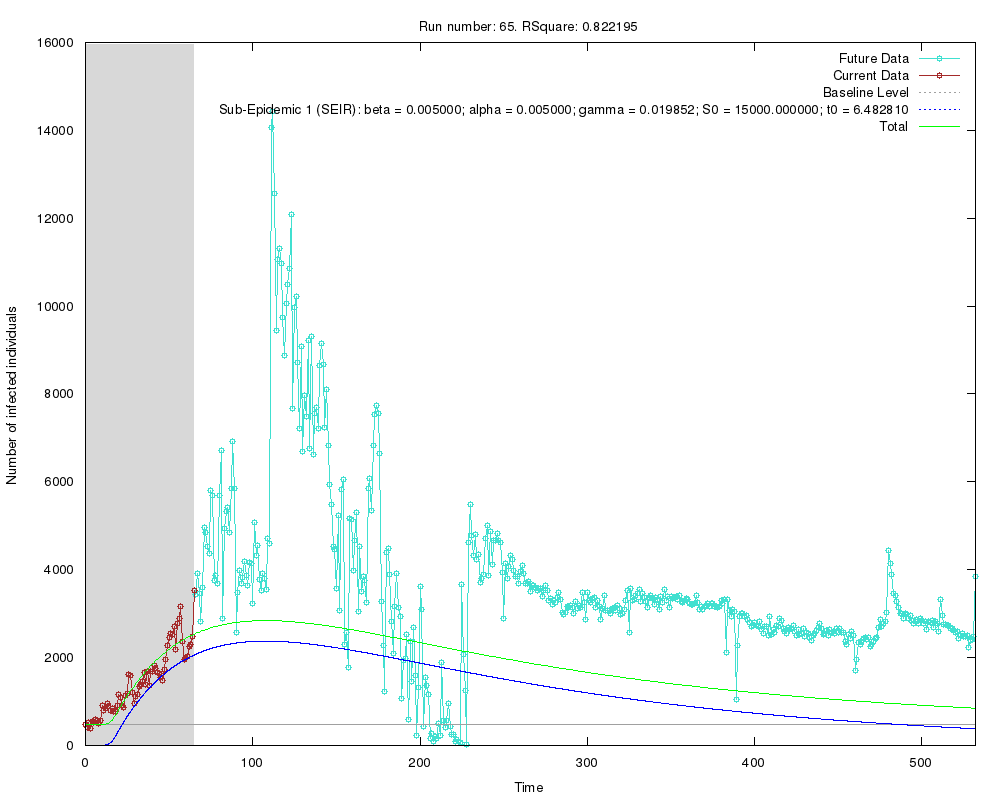 Run number: 65. RSquare: 0.822195
16000
14000
12000
10000
8000
6000
4000
2000
0
Number of infected individuals
Future Data
Current Data
Baseline Level
Sub-Epidemic 1 (SEIR): beta = 0.005000; alpha = 0.005000; gamma = 0.019852; S0 = 15000.000000; t0 = 6.482810
Total
0 100 200 300 400 500
Time